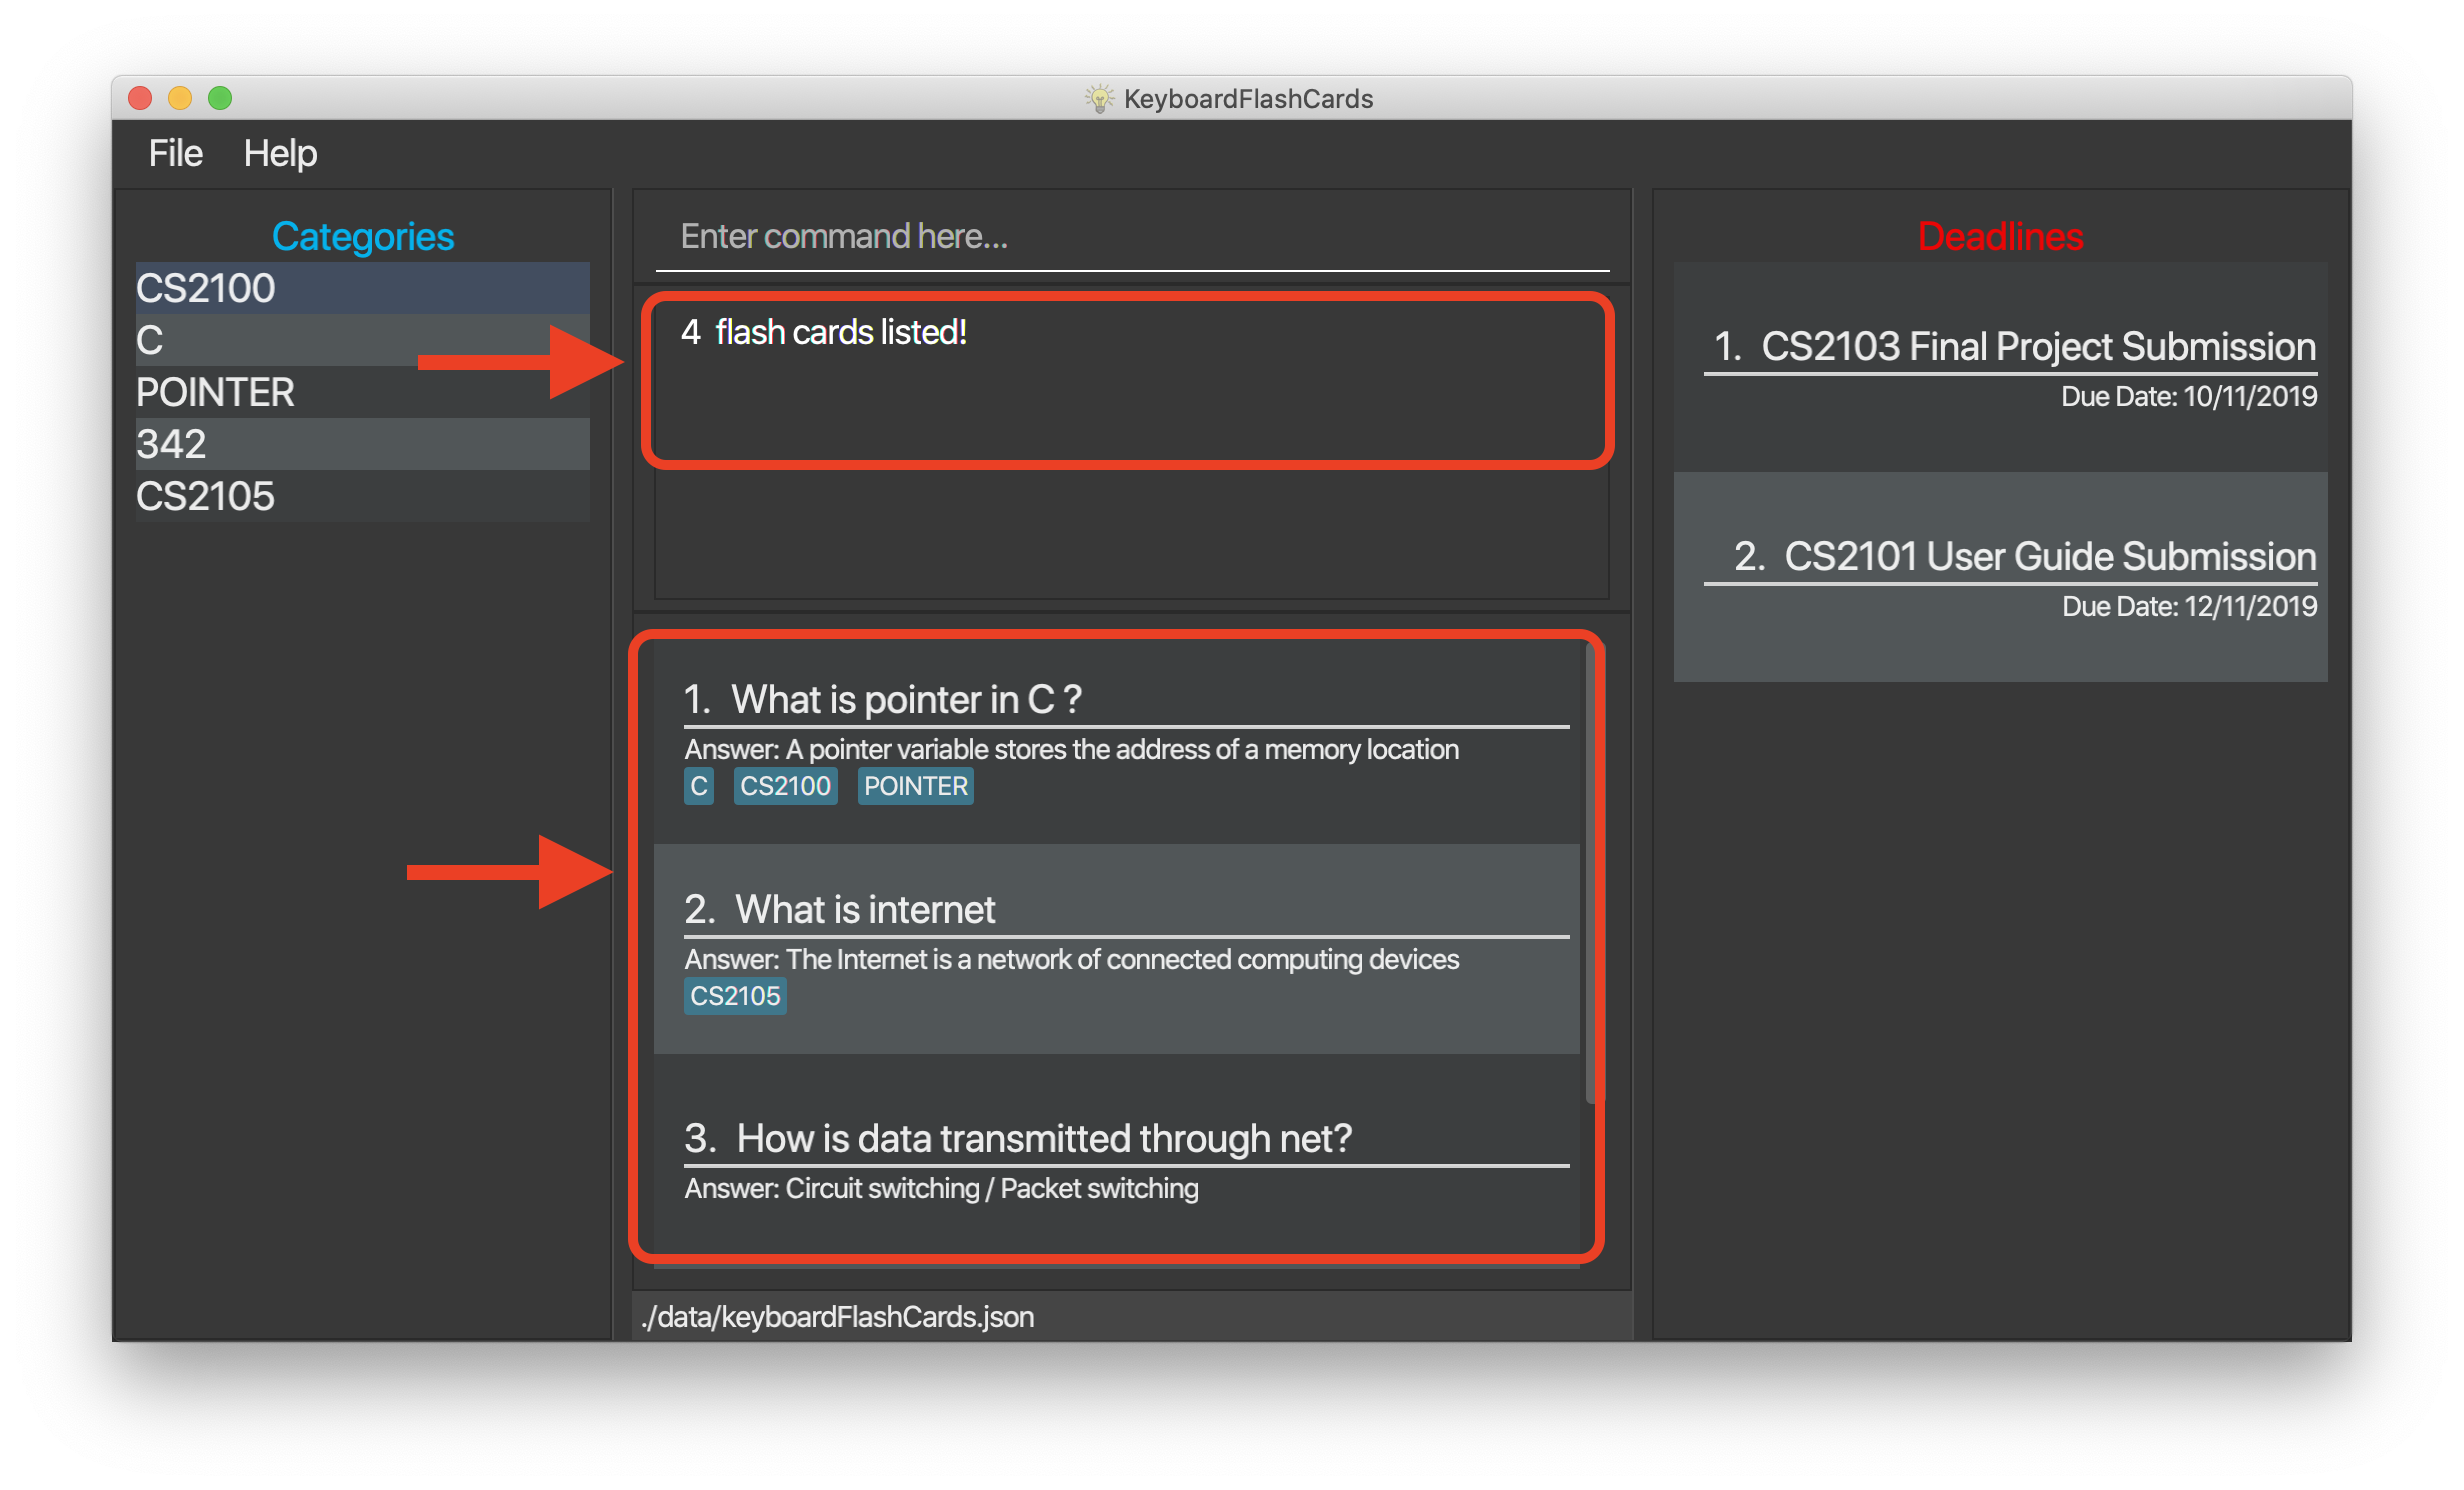 KeyboardFlashCards
File Help
Categories
CS2100
C
POINTER
342
CS2105
Enter command here...
4 flash cards listed!
1. What is pointer in C ?
Answer: A pointer variable stores the address of a memory location
C CS2100 POINTER
2. What is internet
Answer: The Internet is a network of connected computing devices
CS2105
3. How is data transmitted through net?
Answer: Circuit switching / Packet switching
./data/keyboardFlashCards.json
Deadlines
1. CS2103 Final Project Submission
Due Date: 10/11/2019
2. CS2101 User Guide Submission
Due Date: 12/11/2019